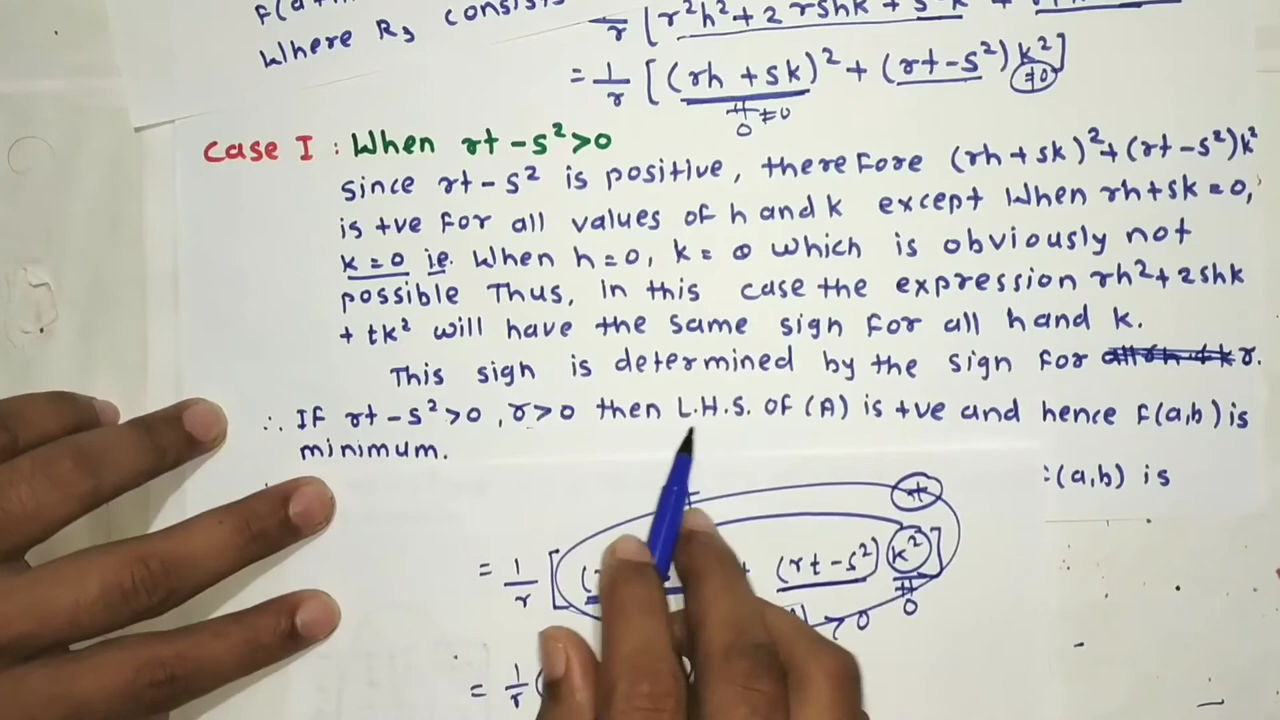 f(a+
Where R₃ consists
1/r [r²h² + 2rshk + s²k² +
= 1/r [(rh + sk)² + (rt - s²)k²]
≠0
0 ≠0
Case I : When rt - s² > 0
Since rt - s² is positive, therefore (rh + sk)² + (rt - s²)k²
is +ve for all values of h and k except when rh + sk = 0,
k = 0 ie. When h = 0, k = 0 which is obviously not
possible Thus, in this case the expression rh² + 2shk
+ tk² will have the same sign for all h and k.
This sign is determined by the sign for r.
∴ If rt - s² > 0, r > 0 then L.H.S. of (A) is +ve and hence f(a,b) is
minimum.
(a,b) is
+
= 1/r [( + (rt - s²) k²]
> 0
0
= 1/r (